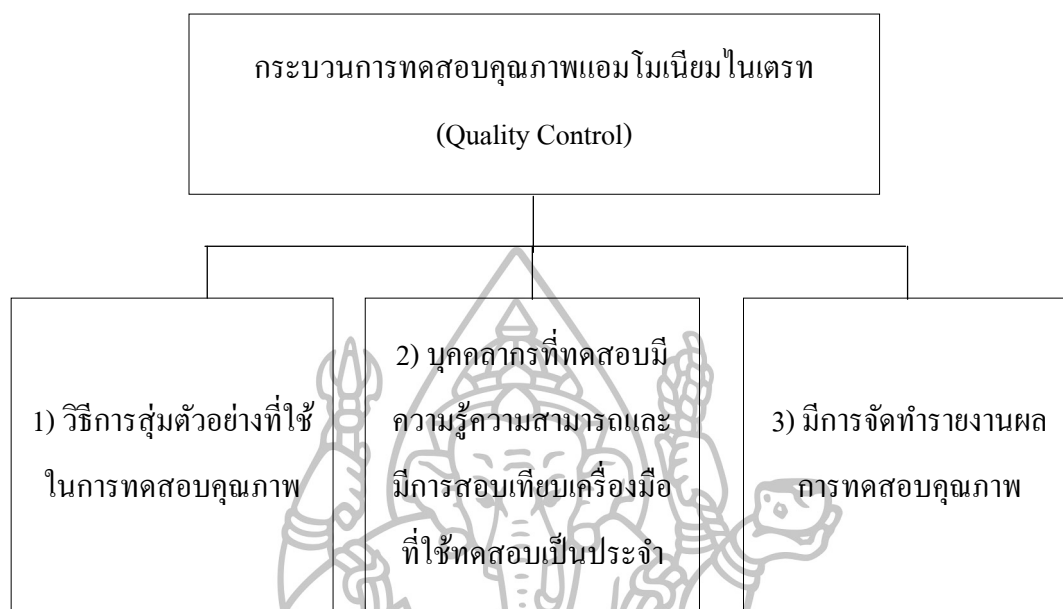 กระบวนการทดสอบคุณภาพแอมโมเนียมไนเตรท
(Quality Control)
1) วิธีการสุ่มตัวอย่างที่ใช้
ในการทดสอบคุณภาพ
2) บุคคลากรที่ทดสอบมี
ความรู้ความสามารถและ
มีการสอบเทียบเครื่องมือ
ที่ใช้ทดสอบเป็นประจำ
3) มีการจัดทำรายงานผล
การทดสอบคุณภาพ